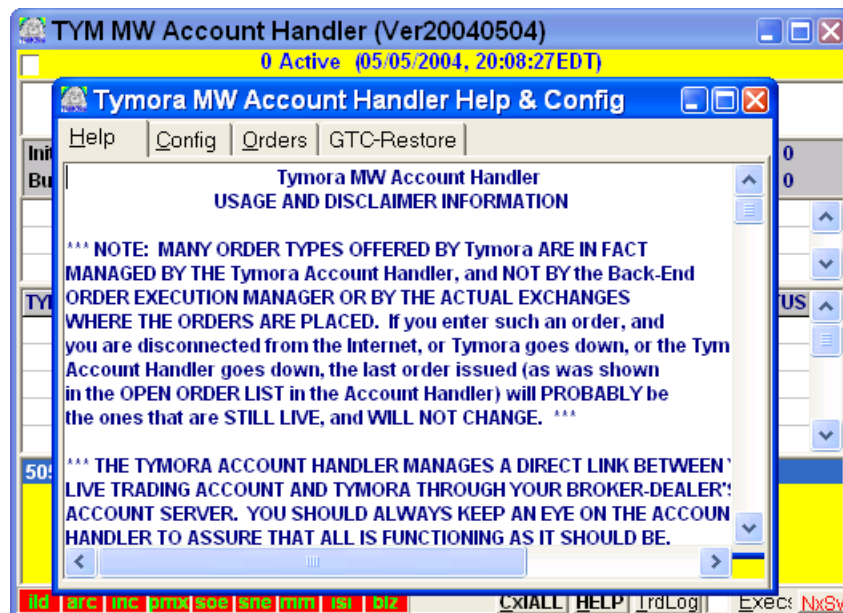 TYM MW Account Handler (Ver20040504)
0 Active (05/05/2004, 20:08:27EDT)
Tymora MW Account Handler Help & Config
Help Config Orders GTC-Restore
Init 0
Bu 0
Tymora MW Account Handler
USAGE AND DISCLAIMER INFORMATION
*** NOTE: MANY ORDER TYPES OFFERED BY Tymora ARE IN FACT
MANAGED BY THE Tymora Account Handler, and NOT BY the Back-End
ORDER EXECUTION MANAGER OR BY THE ACTUAL EXCHANGES
WHERE THE ORDERS ARE PLACED. If you enter such an order, and
you are disconnected from the Internet, or Tymora goes down, or the Tym
Account Handler goes down, the last order issued (as was shown
in the OPEN ORDER LIST in the Account Handler) will PROBABLY be
the ones that are STILL LIVE, and WILL NOT CHANGE. ***
*** THE TYMORA ACCOUNT HANDLER MANAGES A DIRECT LINK BETWEEN
LIVE TRADING ACCOUNT AND TYMORA THROUGH YOUR BROKER-DEALER'S
ACCOUNT SERVER. YOU SHOULD ALWAYS KEEP AN EYE ON THE ACCOUN
HANDLER TO ASSURE THAT ALL IS FUNCTIONING AS IT SHOULD BE.
TY TUS
505
ild arc inc pmx soe sne mm isi blz CxlALL HELP TrdLog Execs NxSv